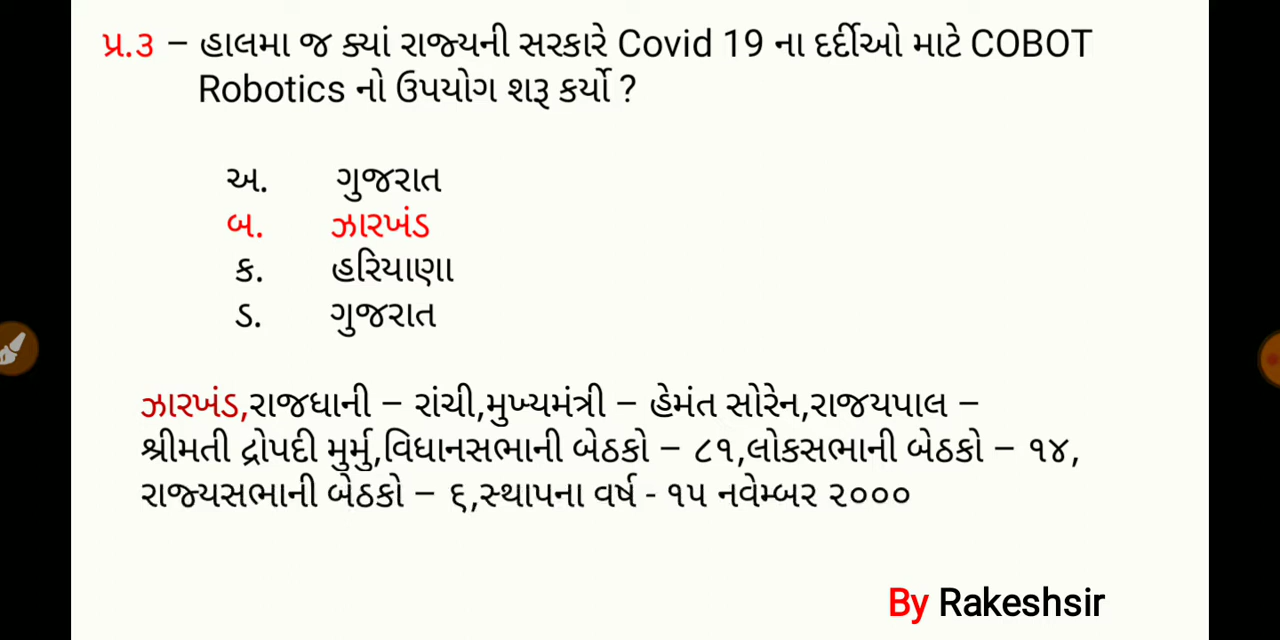 પ્ર.૩ – હાલમા જ ક્યાં રાજ્યની સરકારે Covid 19 ના દર્દીઓ માટે COBOT
Robotics નો ઉપયોગ શરૂ કર્યો ?
અ. ગુજરાત
બ. ઝારખંડ
ક. હરિયાણા
ડ. ગુજરાત
ઝારખંડ,રાજધાની – રાંચી,મુખ્યમંત્રી – હેમંત સોરેન,રાજયપાલ –
શ્રીમતી દ્રોપદી મુર્મુ,વિધાનસભાની બેઠકો – ૮૧,લોકસભાની બેઠકો – ૧૪,
રાજ્યસભાની બેઠકો – ૬,સ્થાપના વર્ષ - ૧૫ નવેમ્બર ૨૦૦૦
By Rakeshsir